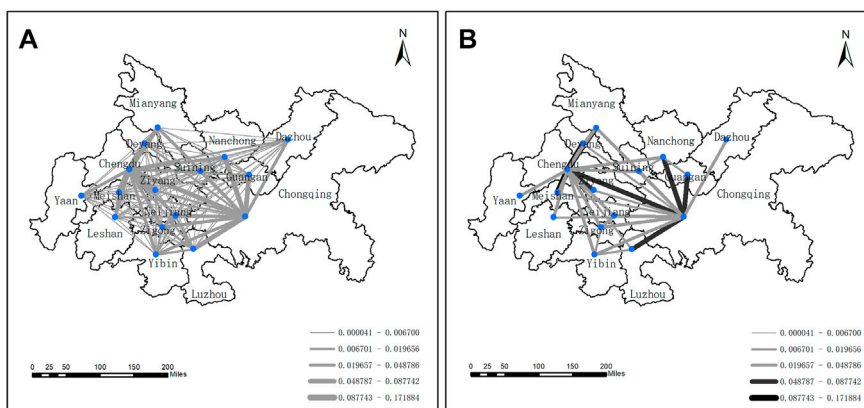 A
N
Mianyang
Deyang
Nanchong
Dazhou
Chengdu
Suining
Guangan
Ziyang
Chongqing
Yaan
Meishan
Neijiang
Leshan
Zigong
Yibin
Luzhou
0.000041 - 0.006700
0.006701 - 0.019656
0.019657 - 0.048786
0.048787 - 0.087742
0.087743 - 0.171884
0 25 50 100 150 200
Miles
B
N
Mianyang
Deyang
Nanchong
Dazhou
Chengdu
Suining
Guangan
Ziyang
Chongqing
Yaan
Meishan
Neijiang
Leshan
Zigong
Yibin
Luzhou
0.000041 - 0.006700
0.006701 - 0.019656
0.019657 - 0.048786
0.048787 - 0.087742
0.087743 - 0.171884
0 25 50 100 150 200
Miles